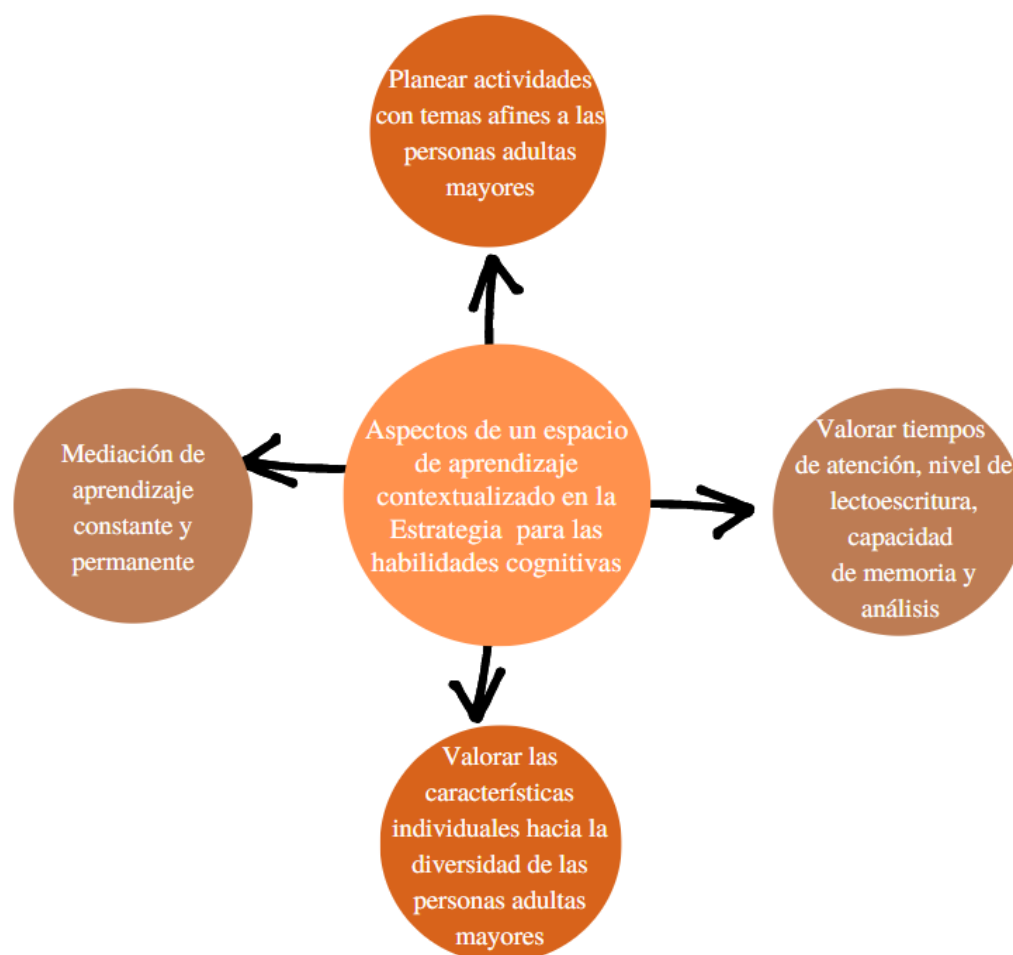 Planear actividades
con temas afines a las
personas adultas
mayores
Mediación de
aprendizaje
constante y
permanente
Aspectos de un espacio
de aprendizaje
contextualizado en la
Estrategia para las
habilidades cognitivas
Valorar tiempos
de atención, nivel de
lectoescritura,
capacidad
de memoria y
análisis
Valorar las
características
individuales hacia la
diversidad de las
personas adultas
mayores